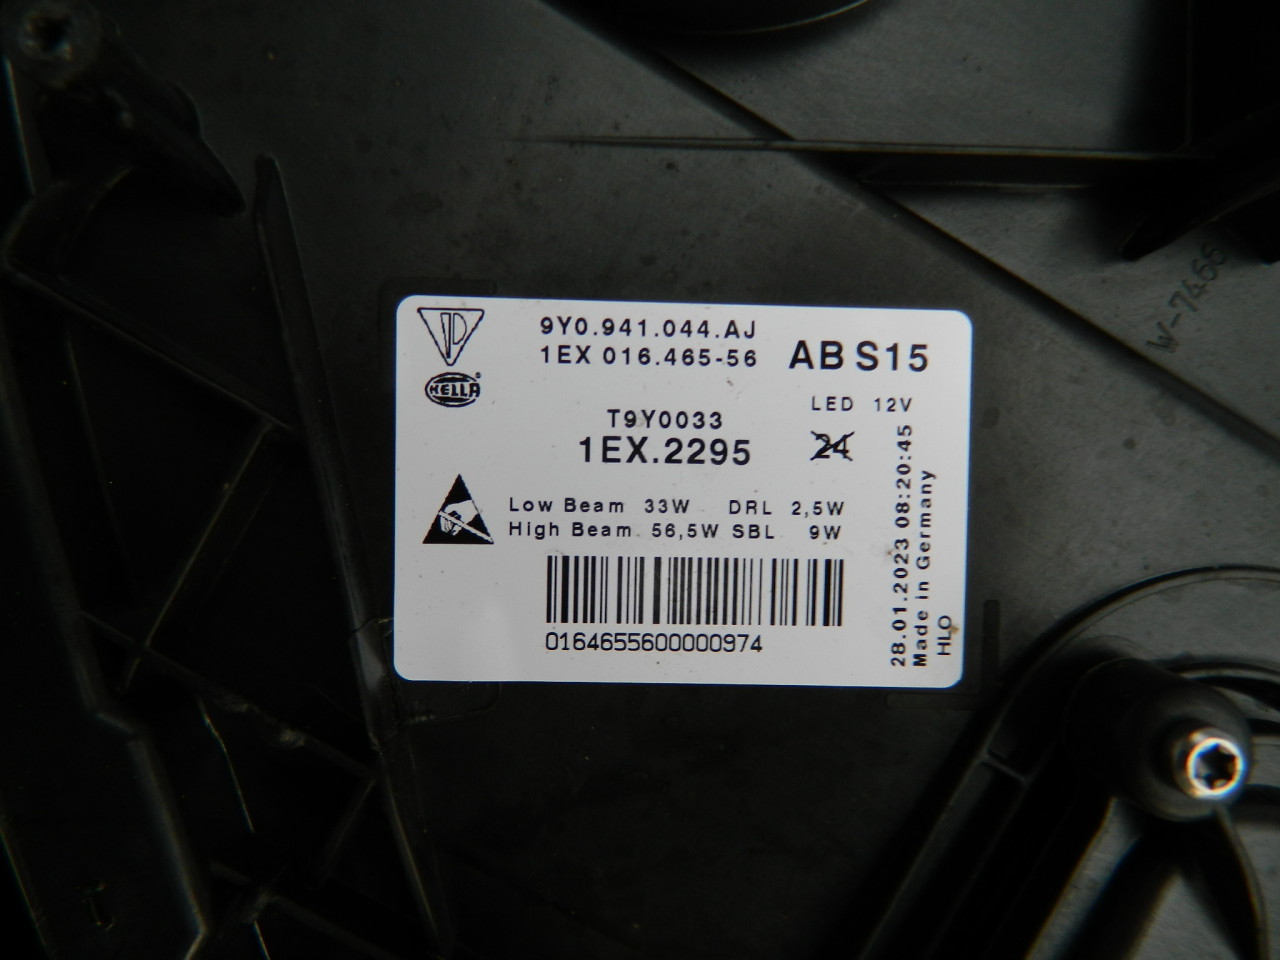 9Y0.941.044.AJ
1EX 016.465-56
AB S15
HELLA
LED 12V
T9Y0033
1EX.2295
24
Low Beam 33W DRL 2,5W
High Beam 56,5W SBL 9W
0164655600000974
28.01.2023 08:20:45
Made in Germany
HLO
W-7466